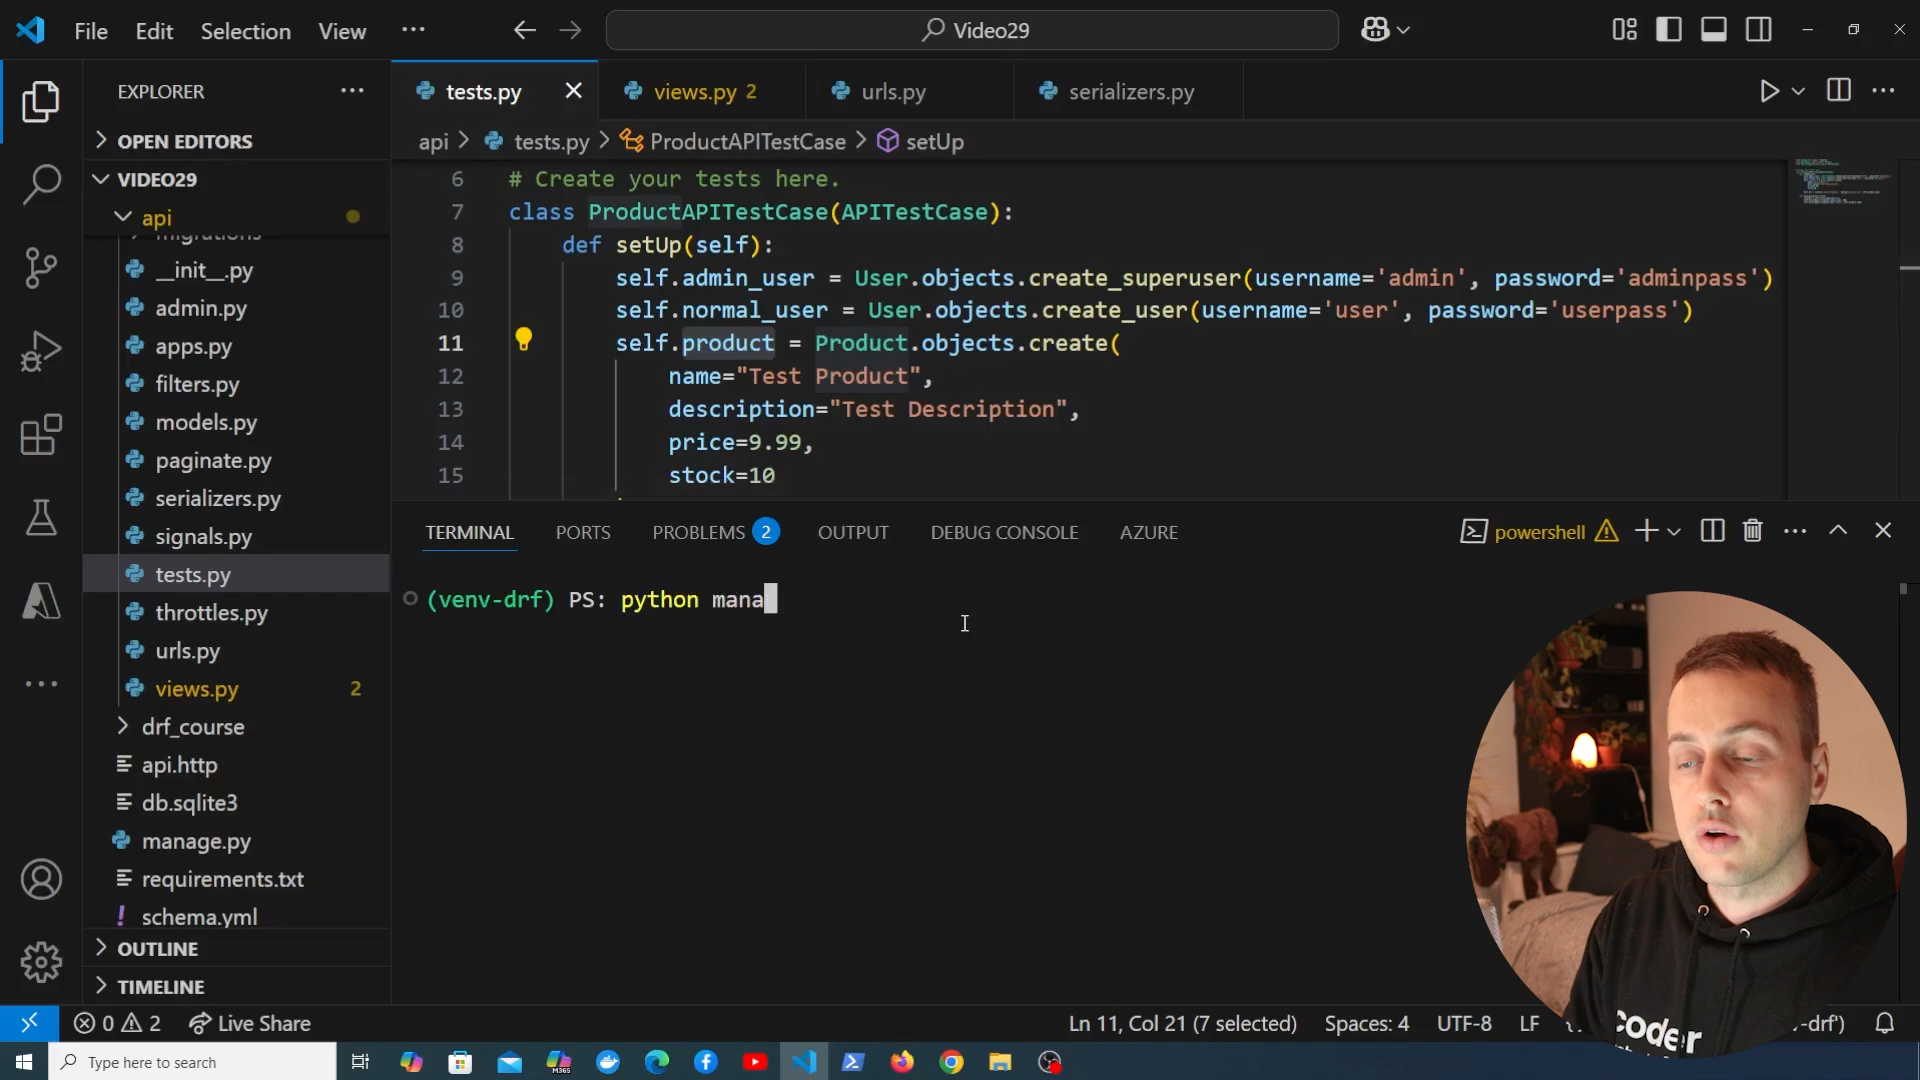 File Edit Selection View ... Video29
EXPLORER
OPEN EDITORS
VIDEO29
api
migrations
__init__.py
admin.py
apps.py
filters.py
models.py
paginate.py
serializers.py
signals.py
tests.py
throttles.py
urls.py
views.py 2
drf_course
api.http
db.sqlite3
manage.py
requirements.txt
schema.yml
OUTLINE
TIMELINE
tests.py views.py 2 urls.py serializers.py
api > tests.py > ProductAPITestCase > setUp
6 # Create your tests here.
7 class ProductAPITestCase(APITestCase):
8 def setUp(self):
9 self.admin_user = User.objects.create_superuser(username='admin', password='adminpass')
10 self.normal_user = User.objects.create_user(username='user', password='userpass')
11 self.product = Product.objects.create(
12 name="Test Product",
13 description="Test Description",
14 price=9.99,
15 stock=10
TERMINAL PORTS PROBLEMS 2 OUTPUT DEBUG CONSOLE AZURE powershell
(venv-drf) PS: python mana
coder
0 2 Live Share Ln 11, Col 21 (7 selected) Spaces: 4 UTF-8 LF -drf')
Type here to search
M365